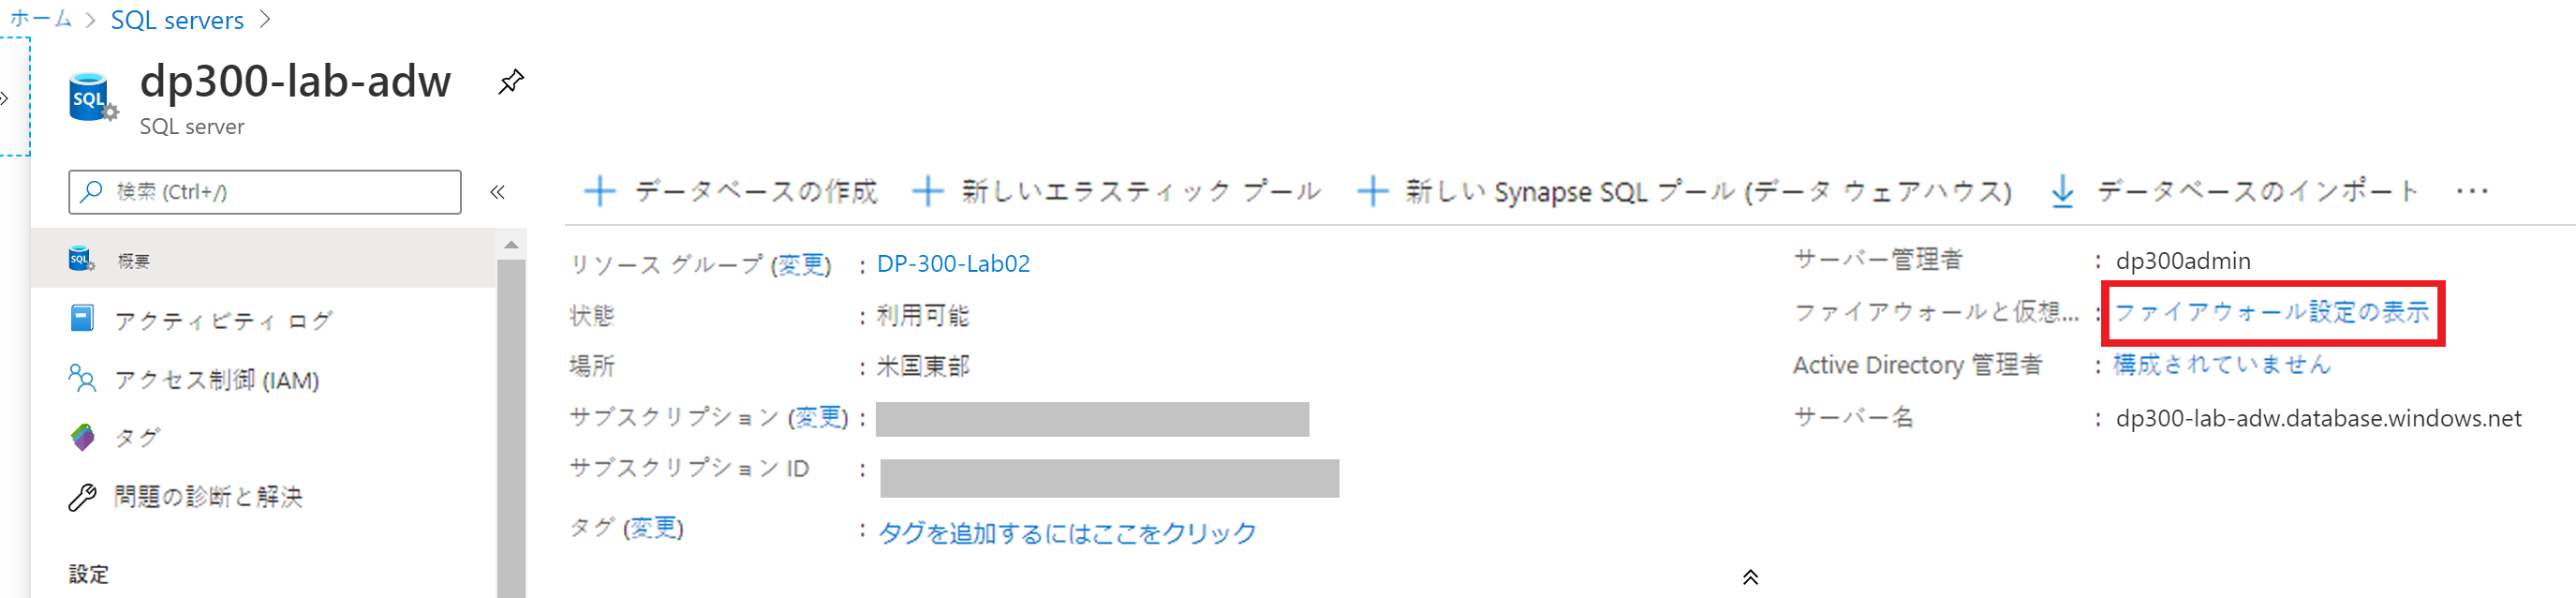 ホーム > SQL servers >
dp300-lab-adw
SQL
SQL server
検索 (Ctrl+/)
データベースの作成 新しいエラスティック プール 新しい Synapse SQL プール (データ ウェアハウス) データベースのインポート ...
SQL 概要
アクティビティ ログ
アクセス制御 (IAM)
タグ
問題の診断と解決
設定
リソース グループ (変更) : DP-300-Lab02
状態 : 利用可能
場所 : 米国東部
サブスクリプション (変更) :
サブスクリプション ID :
タグ (変更) : タグを追加するにはここをクリック
サーバー管理者 : dp300admin
ファイアウォールと仮想... : ファイアウォール設定の表示
Active Directory 管理者 : 構成されていません
サーバー名 : dp300-lab-adw.database.windows.net